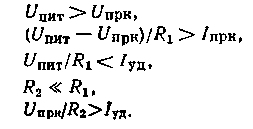 Uпит > Uпрк,
(Uпит − Uпрк)/R1 > Iпрк,
Uпит/R1 < Iуд,
R2 ≪ R1,
Uпрк/R2>Iуд.